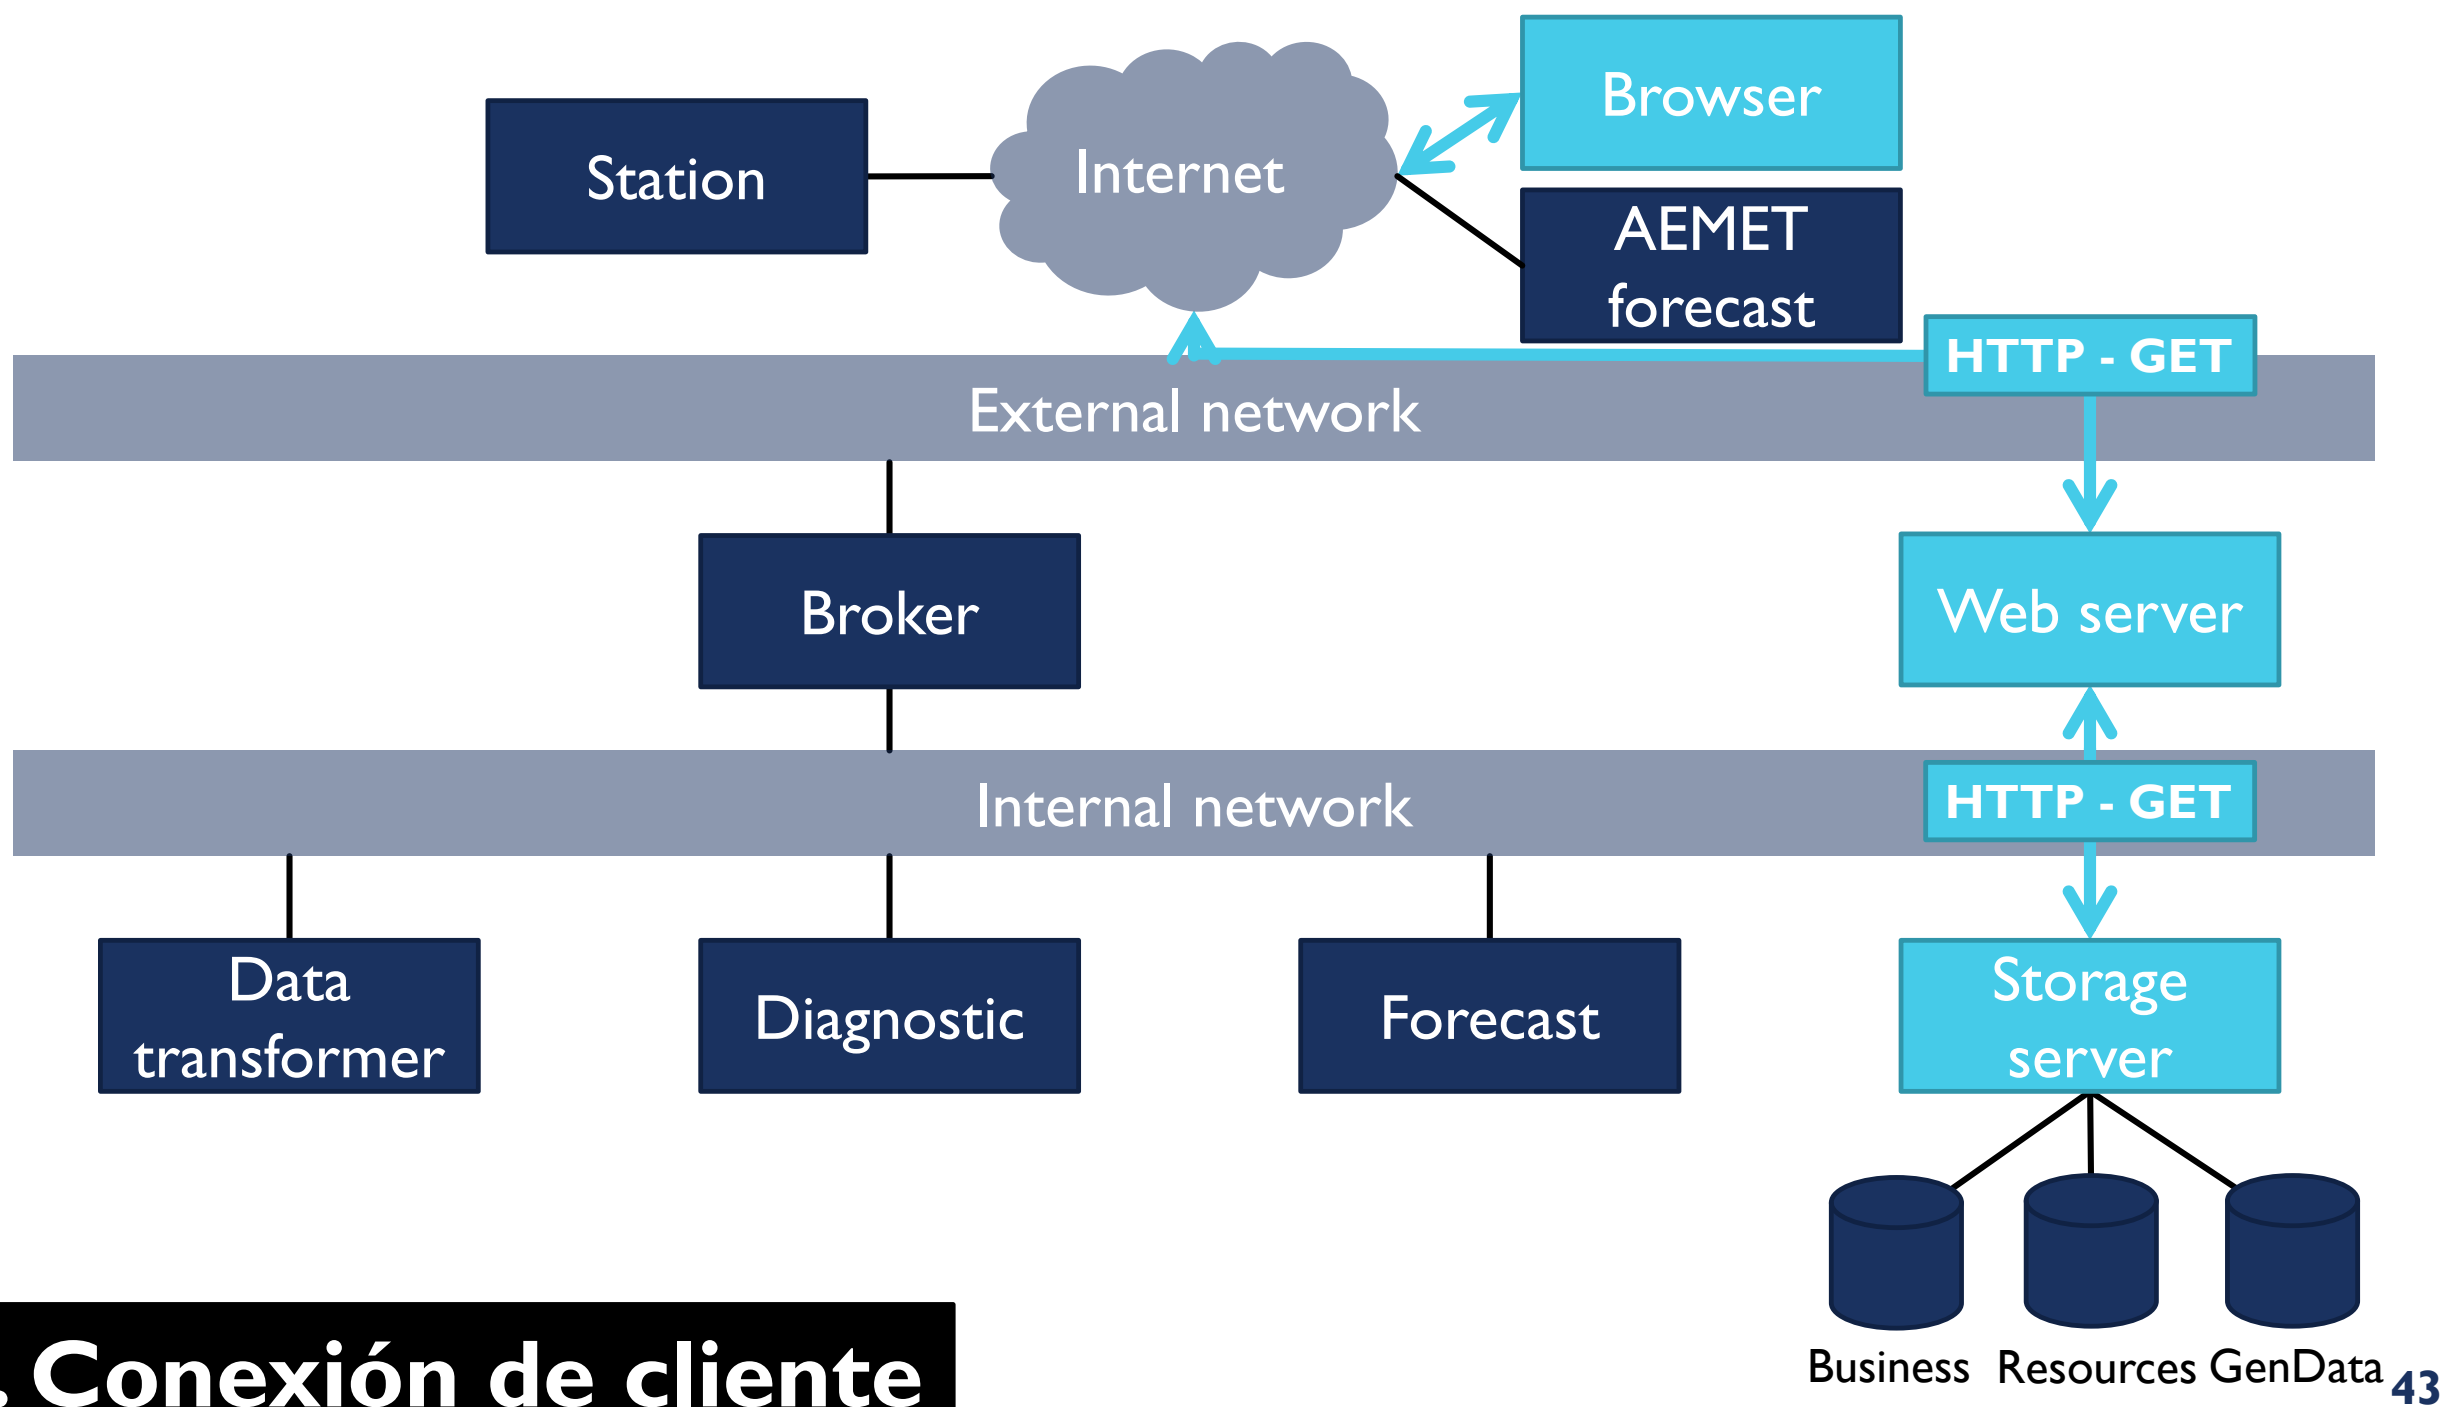 Browser
Station
Internet
AEMET
forecast
HTTP - GET
External network
Broker
Web server
Internal network
HTTP - GET
Data
transformer
Diagnostic
Forecast
Storage
server
Business
Resources
GenData
. Conexión de cliente
43